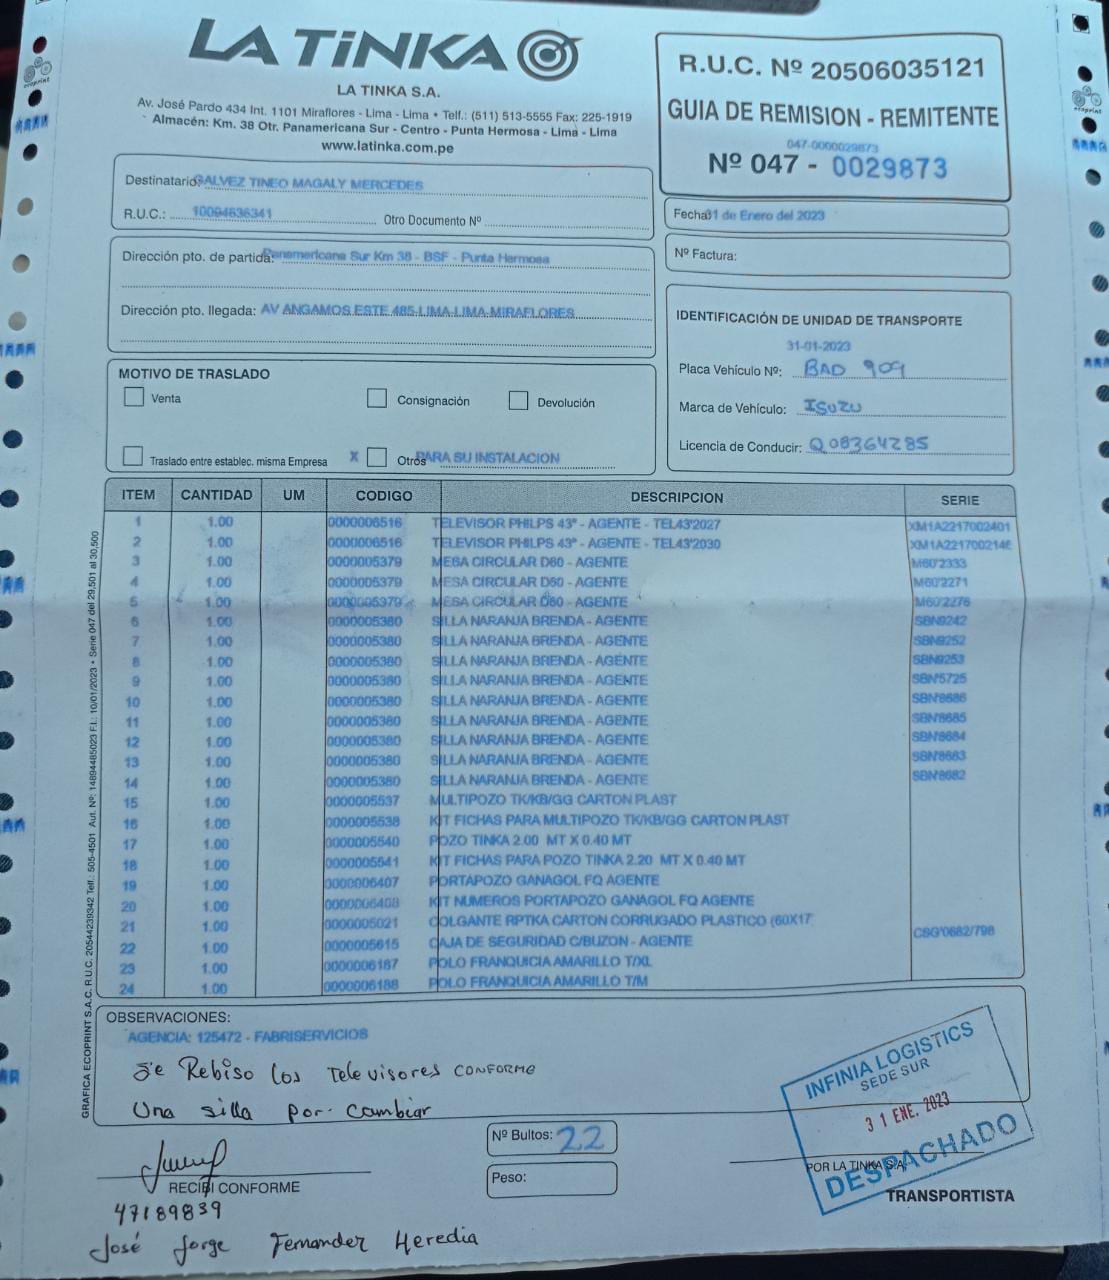 LA TiNKA
LA TINKA S.A.
Av. José Pardo 434 Int. 1101 Miraflores - Lima - Lima • Telf.: (511) 513-5555 Fax: 225-1919
Almacén: Km. 38 Otr. Panamericana Sur - Centro - Punta Hermosa - Lima - Lima
www.latinka.com.pe
R.U.C. Nº 20506035121
GUIA DE REMISION - REMITENTE
047-0000029873
Nº 047 - 0029873
Destinatario: GALVEZ TINEO MAGALY MERCEDES
R.U.C.: 10094636341 Otro Documento Nº
Fecha: 31 de Enero del 2023
Nº Factura:
Dirección pto. de partida: Panamericana Sur Km 38 - BSF - Punta Hermosa
Dirección pto. llegada: AV ANGAMOS ESTE 485-LIMA-LIMA-MIRAFLORES
IDENTIFICACIÓN DE UNIDAD DE TRANSPORTE
31-01-2023
Placa Vehículo Nº: BAD 909
Marca de Vehículo: ISUZU
Licencia de Conducir: Q08364285
MOTIVO DE TRASLADO
Venta Consignación Devolución
Traslado entre establec. misma Empresa X Otros PARA SU INSTALACION
ITEM CANTIDAD UM CODIGO DESCRIPCION SERIE
1 1.00 0000006516 TELEVISOR PHILPS 43" - AGENTE - TEL43'2027 XM1A2217002401
2 1.00 0000006516 TELEVISOR PHILPS 43" - AGENTE - TEL43'2030 XM1A2217002146
3 1.00 0000005379 MESA CIRCULAR D60 - AGENTE M60'2333
4 1.00 0000005379 MESA CIRCULAR D60 - AGENTE M60'2271
5 1.00 0000005379 MESA CIRCULAR D60 - AGENTE M60'2276
6 1.00 0000005380 SILLA NARANJA BRENDA - AGENTE SBN9242
7 1.00 0000005380 SILLA NARANJA BRENDA - AGENTE SBN9252
8 1.00 0000005380 SILLA NARANJA BRENDA - AGENTE SBN9253
9 1.00 0000005380 SILLA NARANJA BRENDA - AGENTE SBN'5725
10 1.00 0000005380 SILLA NARANJA BRENDA - AGENTE SBN'8686
11 1.00 0000005380 SILLA NARANJA BRENDA - AGENTE SBN'8685
12 1.00 0000005380 SILLA NARANJA BRENDA - AGENTE SBN'8684
13 1.00 0000005380 SILLA NARANJA BRENDA - AGENTE SBN'8683
14 1.00 0000005380 SILLA NARANJA BRENDA - AGENTE SBN'8682
15 1.00 0000005537 MULTIPOZO TK/KB/GG CARTON PLAST
16 1.00 0000005538 KIT FICHAS PARA MULTIPOZO TK/KB/GG CARTON PLAST
17 1.00 0000005540 POZO TINKA 2.00 MT X 0.40 MT
18 1.00 0000005541 KIT FICHAS PARA POZO TINKA 2.20 MT X 0.40 MT
19 1.00 0000006407 PORTAPOZO GANAGOL FQ AGENTE
20 1.00 0000006408 KIT NUMEROS PORTAPOZO GANAGOL FQ AGENTE
21 1.00 0000005021 COLGANTE RPTKA CARTON CORRUGADO PLASTICO (60X17
22 1.00 0000005615 CAJA DE SEGURIDAD C/BUZON - AGENTE CSG'0682/798
23 1.00 0000006187 POLO FRANQUICIA AMARILLO T/XL
24 1.00 0000006188 POLO FRANQUICIA AMARILLO T/M
GRAFICA ECOPRINT S.A.C. R.U.C. 20544239342 Telf.: 505-4501 Aut. Nº: 14894485023 F.I.: 10/01/2023 • Serie 047 del 29,501 al 30,500
OBSERVACIONES:
AGENCIA: 125472 - FABRISERVICIOS
Se Rebiso los Televisores CONFORME
Una silla por cambiar
INFINIA LOGISTICS
SEDE SUR
31 ENE. 2023
DESPACHADO
Nº Bultos: 22
Peso:
RECIBI CONFORME
POR LA TINKA S.A.
TRANSPORTISTA
47189839
José Jorge Fernander Heredia